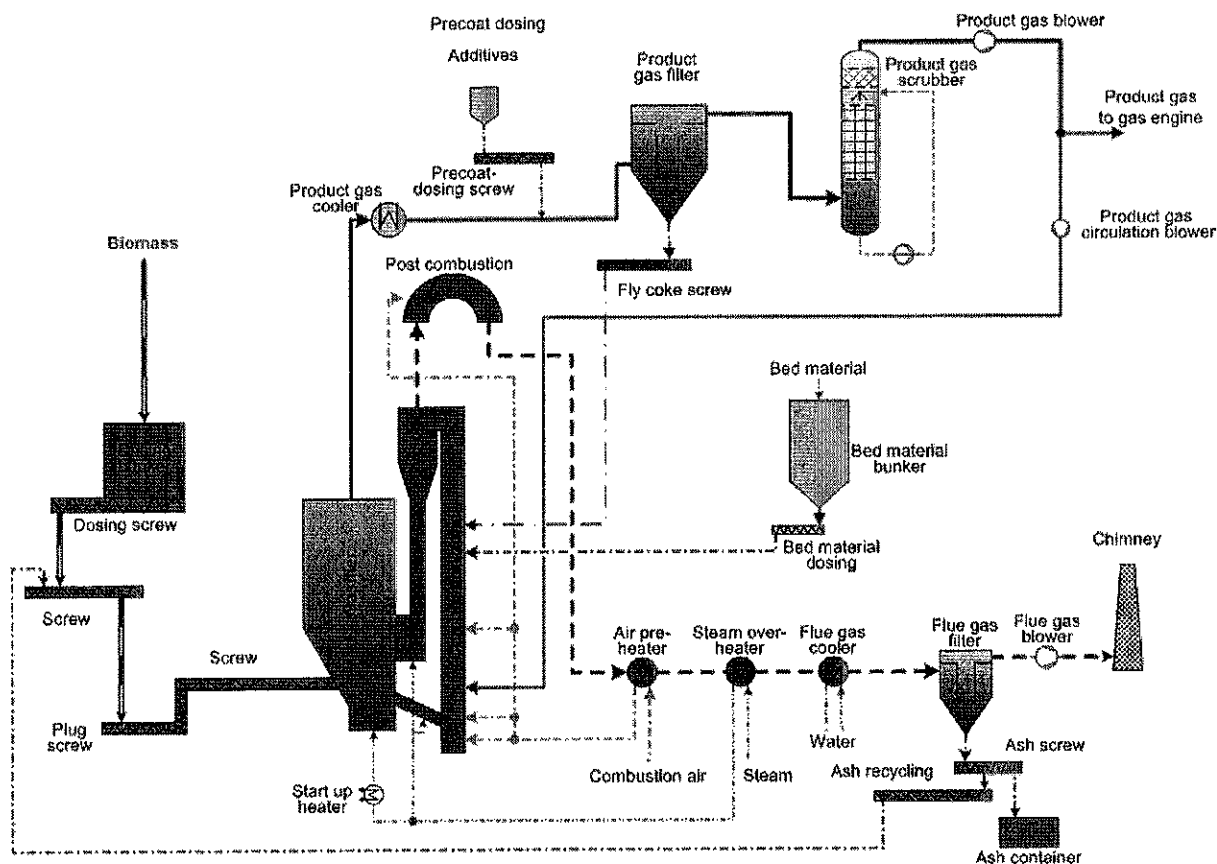 Precoat dosing
Additives
Product gas
filter
Product gas blower
Product gas
scrubber
Product gas
to gas engine
Precoat-
dosing screw
Product gas
cooler
Product gas
circulation blower
Biomass
Post combustion
Fly coke screw
Bed material
Bed material
bunker
Dosing screw
Bed material
dosing
Chimney
Screw
Screw
Air pre-
heater
Steam over-
heater
Flue gas
cooler
Flue gas
filter
Flue gas
blower
Plug
screw
Water
Ash screw
Combustion air
Steam
Ash recycling
Start up
heater
Ash container